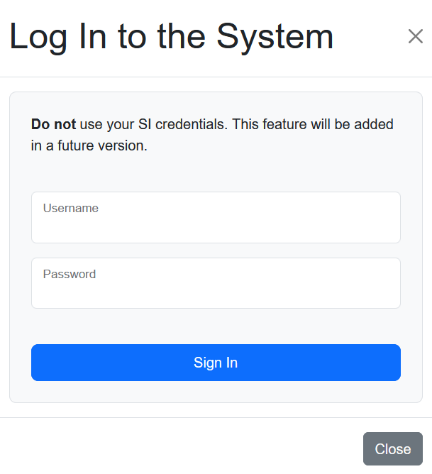 Log In to the System
Do not use your SI credentials. This feature will be added
in a future version.
Username
Password
Sign In
Close